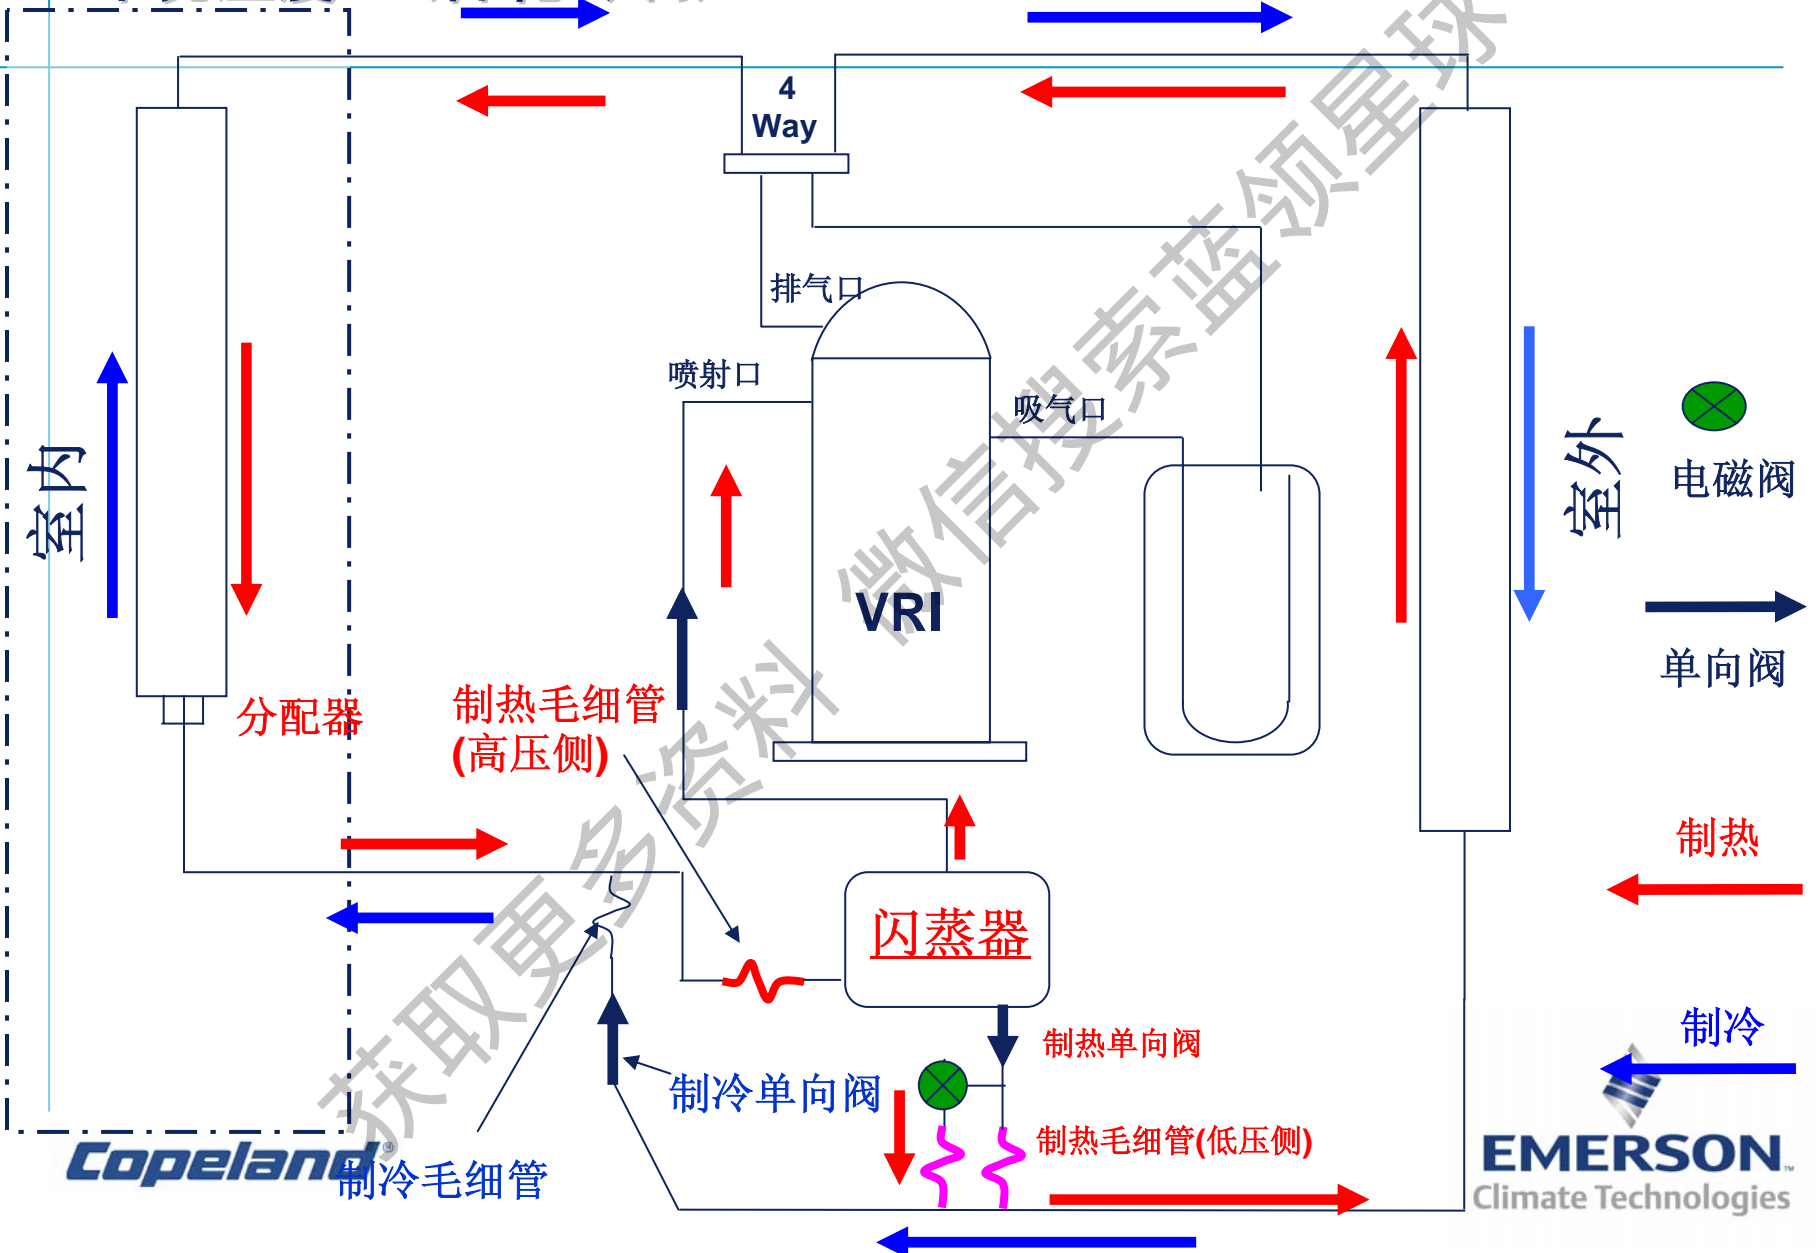 4
Way
排气口
喷射口
吸气口
室内
室外
电磁阀
VRI
单向阀
分配器
制热毛细管
(高压侧)
制热
闪蒸器
制冷
制热单向阀
制冷单向阀
制热毛细管(低压侧)
制冷毛细管
Copeland®
EMERSON™
Climate Technologies
获取更多资料 微信搜索蓝领星球